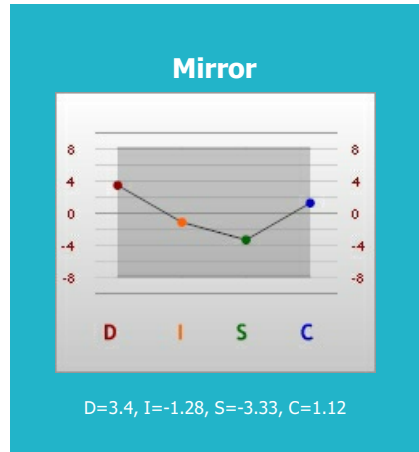 Mirror
8 8
4 4
0 0
-4 -4
-8 -8
D I S C
D=3.4, I=-1.28, S=-3.33, C=1.12